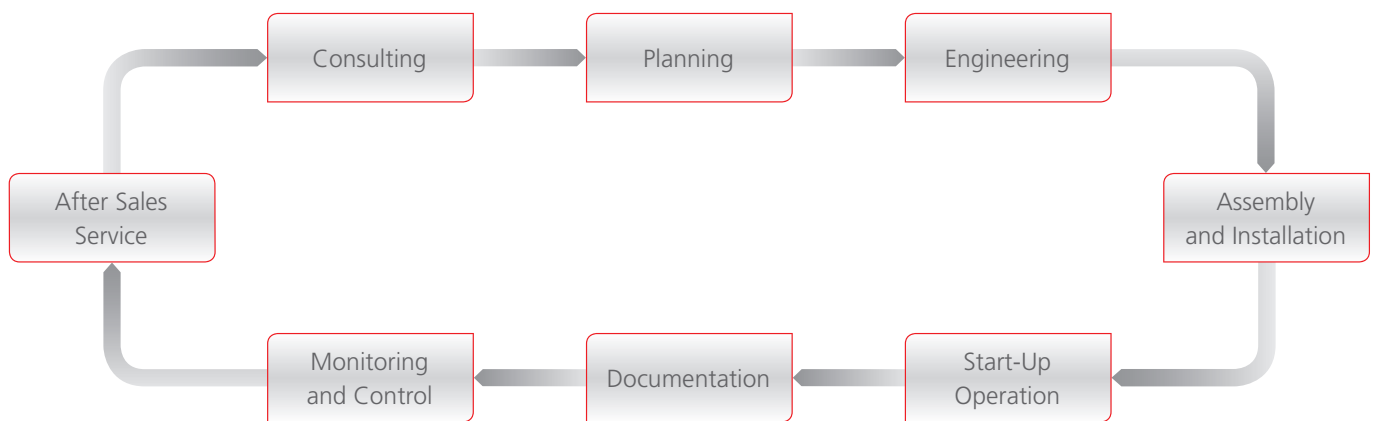 Consulting
Planning
Engineering
After Sales
Service
Assembly
and Installation
Monitoring
and Control
Documentation
Start-Up
Operation